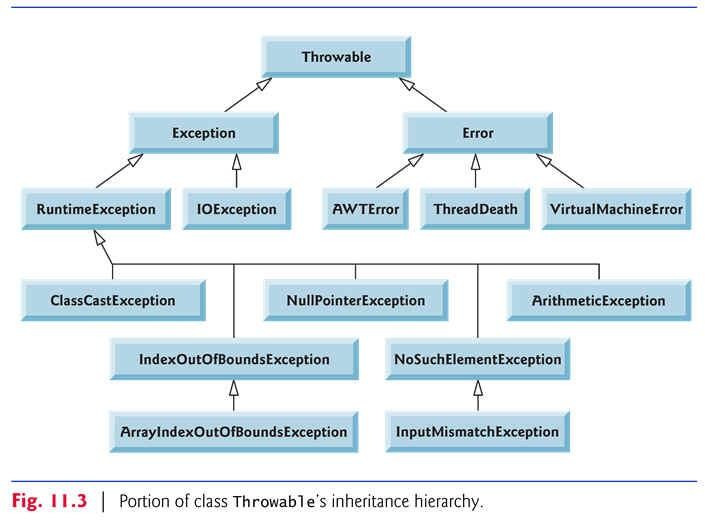 Throwable
Exception
Error
RuntimeException
IOException
AWTError
ThreadDeath
VirtualMachineError
ClassCastException
NullPointerException
ArithmeticException
IndexOutOfBoundsException
NoSuchElementException
ArrayIndexOutOfBoundsException
InputMismatchException
Fig. 11.3 | Portion of class Throwable's inheritance hierarchy.